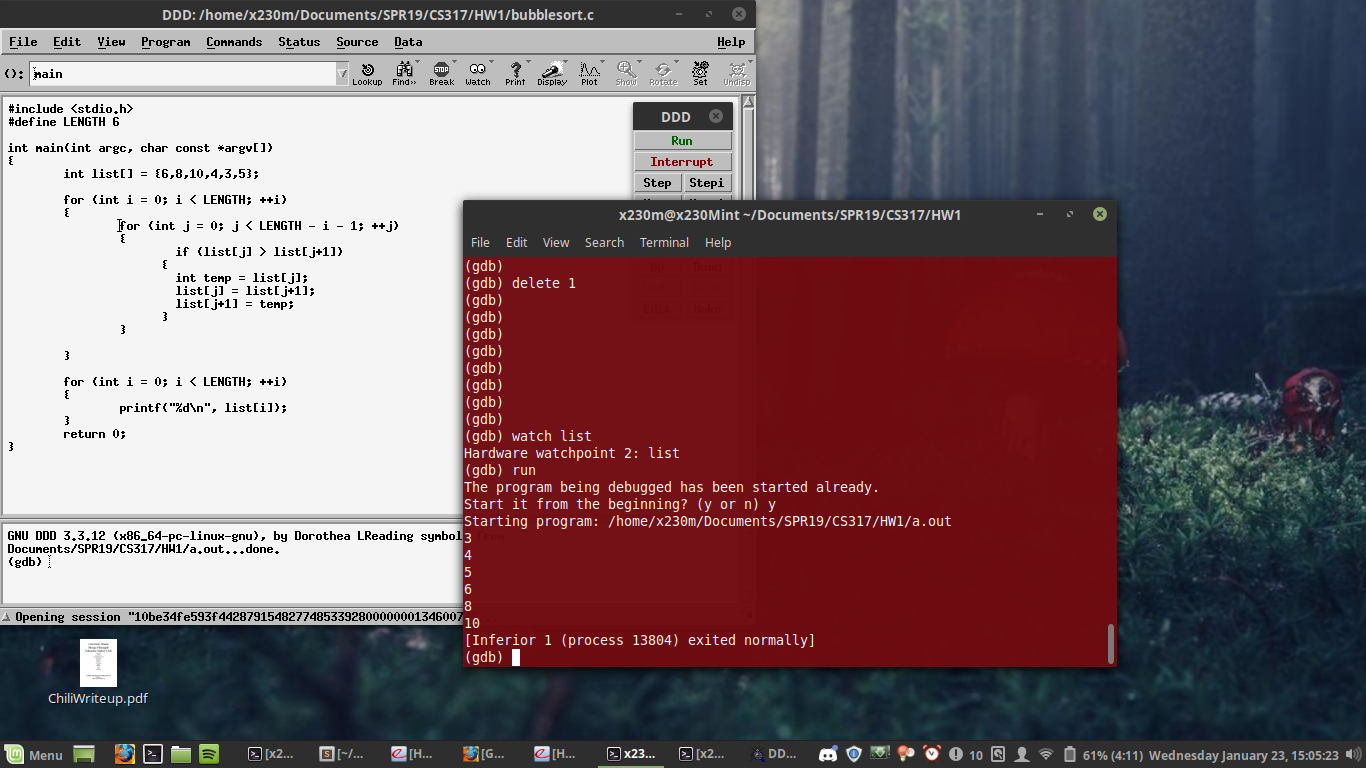 DDD: /home/x230m/Documents/SPR19/CS317/HW1/bubblesort.c
File Edit View Program Commands Status Source Data Help
(): main
Lookup Find» Break Watch Print Display Plot Show Rotate Set Undisp
#include <stdio.h>
#define LENGTH 6
int main(int argc, char const *argv[])
{
int list[] = {6,8,10,4,3,5};
for (int i = 0; i < LENGTH; ++i)
{
for (int j = 0; j < LENGTH - i - 1; ++j)
{
if (list[j] > list[j+1])
{
int temp = list[j];
list[j] = list[j+1];
list[j+1] = temp;
}
}
}
for (int i = 0; i < LENGTH; ++i)
{
printf("%d\n", list[i]);
}
return 0;
}
DDD
Run
Interrupt
Step Stepi
GNU DDD 3.3.12 (x86_64-pc-linux-gnu), by Dorothea LReading symbol
Documents/SPR19/CS317/HW1/a.out...done.
(gdb)
x230m@x230Mint ~/Documents/SPR19/CS317/HW1
File Edit View Search Terminal Help
(gdb)
(gdb) delete 1
(gdb)
(gdb)
(gdb)
(gdb)
(gdb)
(gdb)
(gdb)
(gdb)
(gdb) watch list
Hardware watchpoint 2: list
(gdb) run
The program being debugged has been started already.
Start it from the beginning? (y or n) y
Starting program: /home/x230m/Documents/SPR19/CS317/HW1/a.out
3
4
5
6
8
10
[Inferior 1 (process 13804) exited normally]
(gdb)
ChiliWriteup.pdf
Menu [x2... [~/... [H... [G... [H... x23... [x2... DD... 10 61% (4:11) Wednesday January 23, 15:05:23